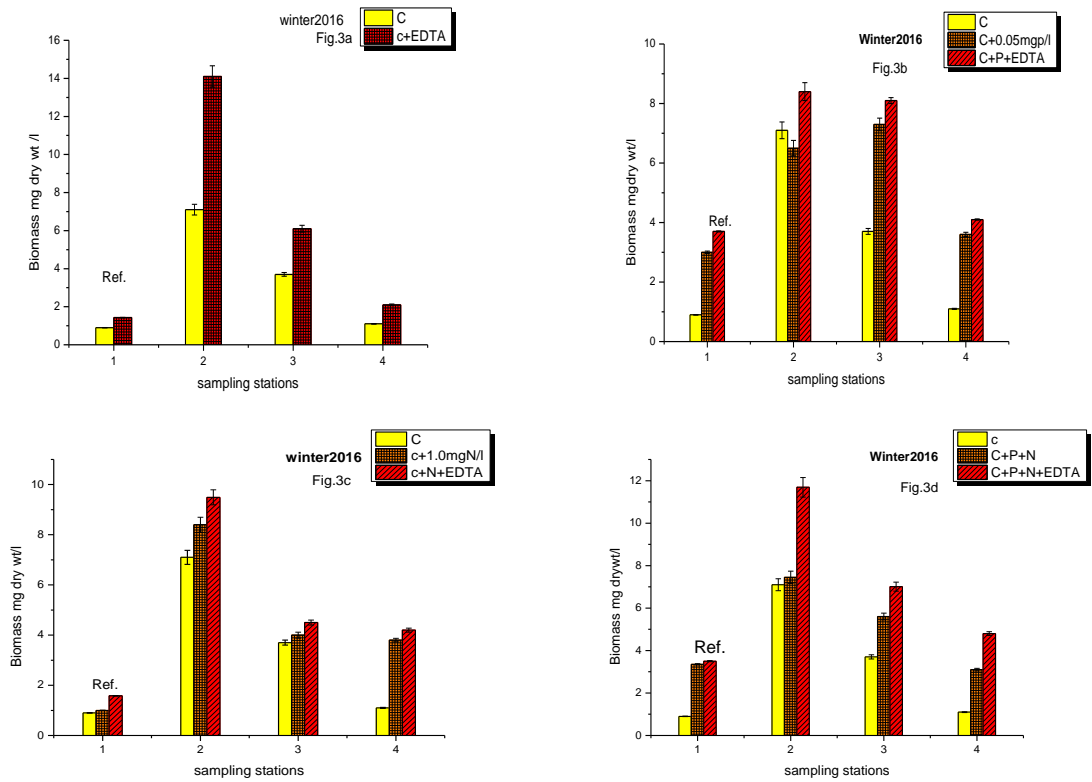 winter2016
Fig.3a
C
c+EDTA
16
14
12
10
8
6
4
2
0
Biomass mg dry wt /l
Ref.
1 2 3 4
sampling stations
Winter2016
Fig.3b
C
C+0.05mgp/l
C+P+EDTA
10
8
6
4
2
0
Biomass mgdry wt/l
Ref.
1 2 3 4
sampling stations
winter2016
Fig.3c
C
c+1.0mgN/l
c+N+EDTA
10
8
6
4
2
0
Biomass mg dry wt/l
Ref.
1 2 3 4
sampling stations
Winter2016
Fig.3d
c
C+P+N
C+P+N+EDTA
12
10
8
6
4
2
0
Biomass mg drywt/l
Ref.
1 2 3 4
sampling stations